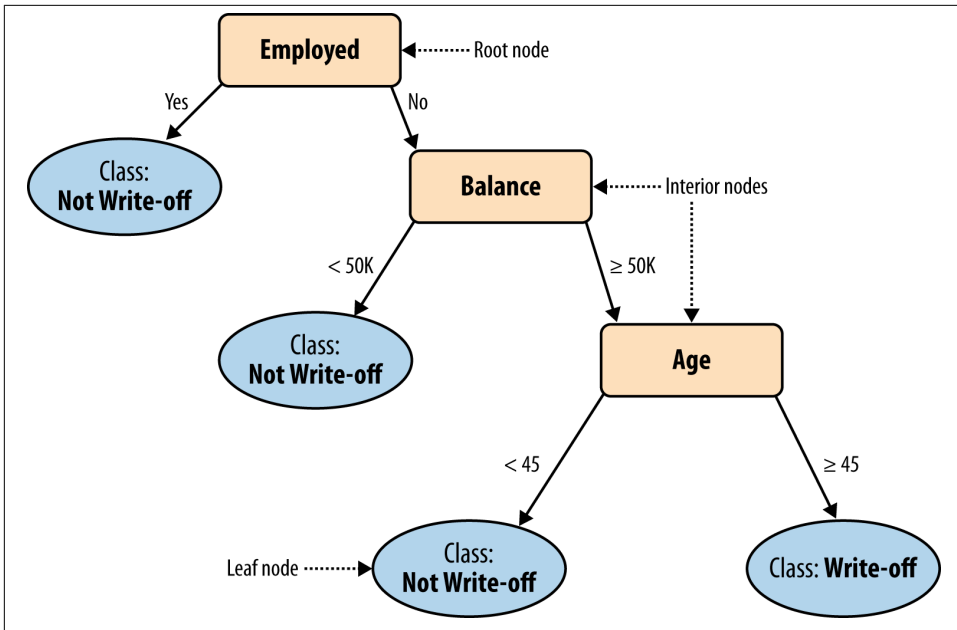 Employed
Root node
Yes
No
Class:
Not Write-off
Balance
Interior nodes
< 50K
≥ 50K
Class:
Not Write-off
Age
< 45
≥ 45
Leaf node
Class:
Not Write-off
Class: Write-off